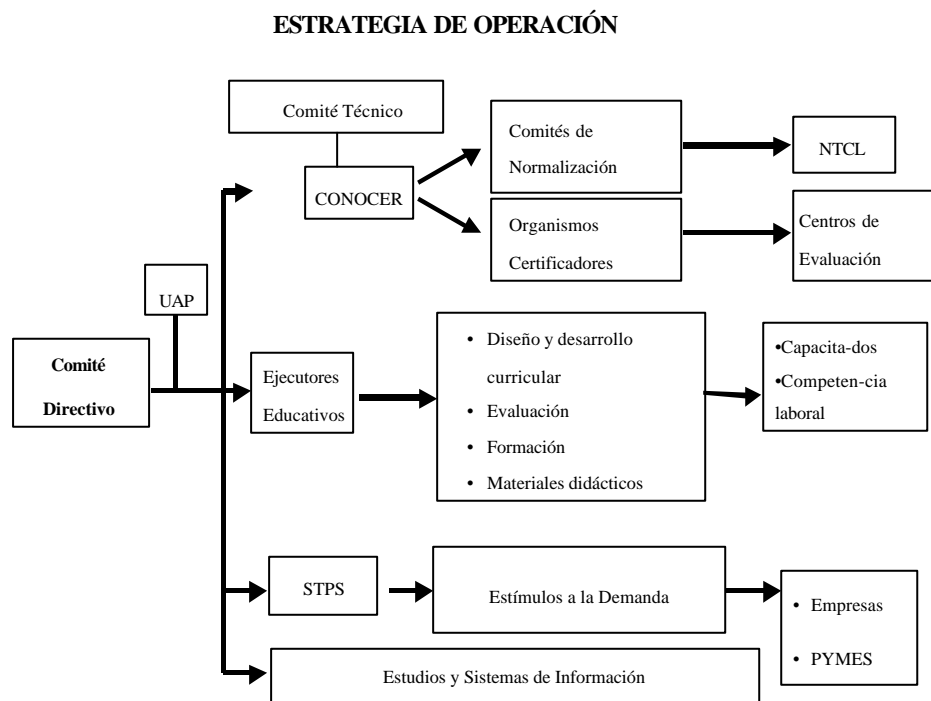 ESTRATEGIA DE OPERACIÓN
Comité Técnico
CONOCER
Comités de
Normalización
NTCL
Organismos
Certificadores
Centros de
Evaluación
UAP
Comité
Directivo
Ejecutores
Educativos
• Diseño y desarrollo
curricular
• Evaluación
• Formación
• Materiales didácticos
•Capacita-dos
•Competen-cia
laboral
STPS
Estímulos a la Demanda
• Empresas
• PYMES
Estudios y Sistemas de Información